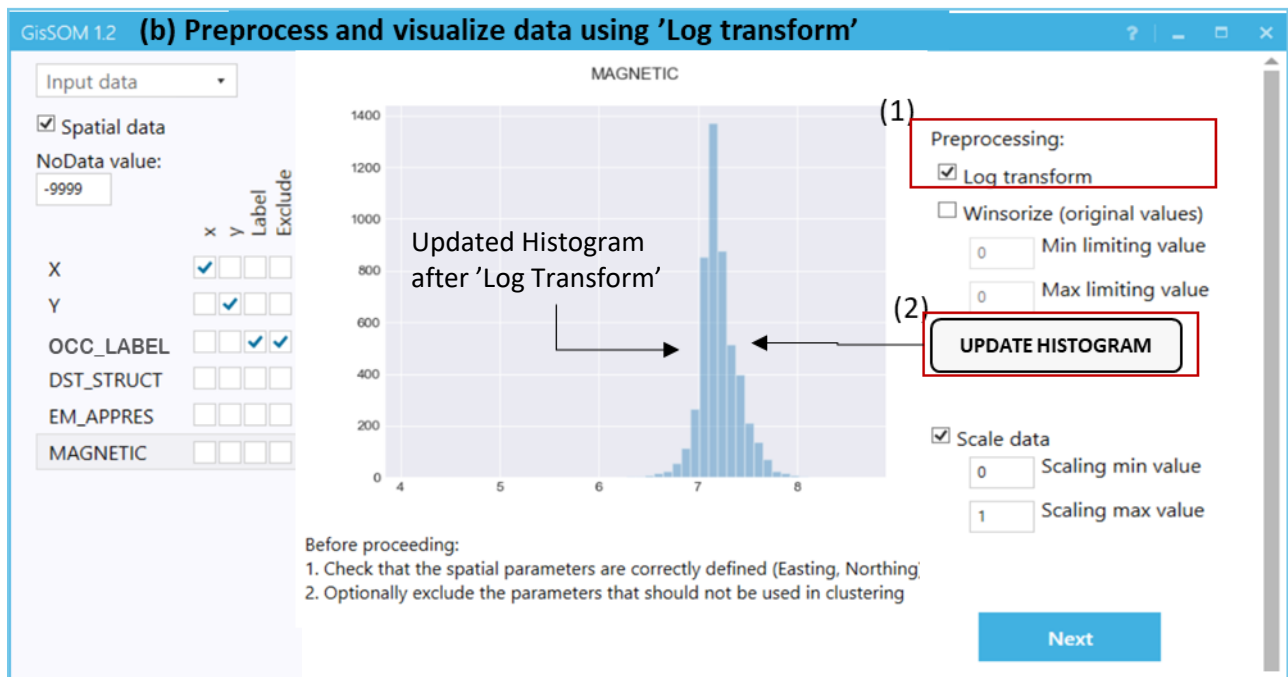 GisSOM 1.2
(b) Preprocess and visualize data using ’Log transform’
?
Input data
Spatial data
NoData value:
-9999
x
y
Label
Exclude
X
Y
OCC_LABEL
DST_STRUCT
EM_APPRES
MAGNETIC
MAGNETIC
1400
1200
1000
800
600
400
200
0
4
5
6
7
8
Updated Histogram
after ’Log Transform’
(1)
Preprocessing:
Log transform
Winsorize (original values)
0 Min limiting value
0 Max limiting value
(2)
UPDATE HISTOGRAM
Scale data
0 Scaling min value
1 Scaling max value
Before proceeding:
1. Check that the spatial parameters are correctly defined (Easting, Northing)
2. Optionally exclude the parameters that should not be used in clustering
Next